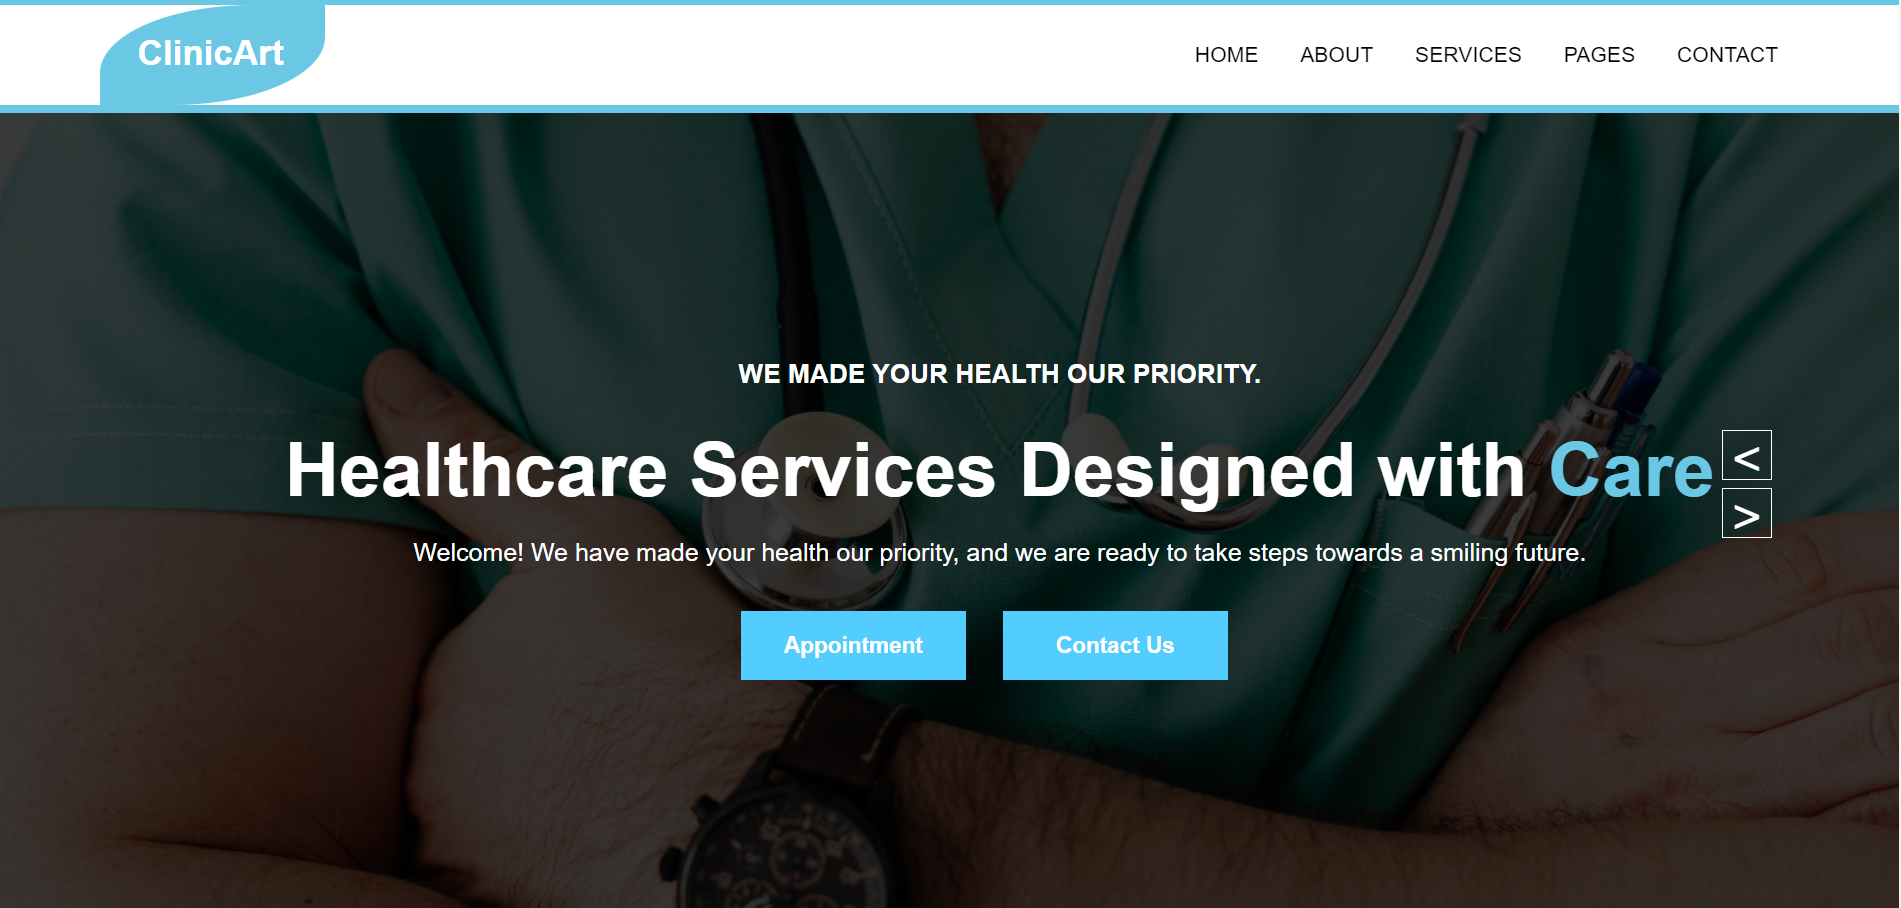 ClinicArt
HOME ABOUT SERVICES PAGES CONTACT
WE MADE YOUR HEALTH OUR PRIORITY.
Healthcare Services Designed with Care
<
>
Welcome! We have made your health our priority, and we are ready to take steps towards a smiling future.
Appointment Contact Us